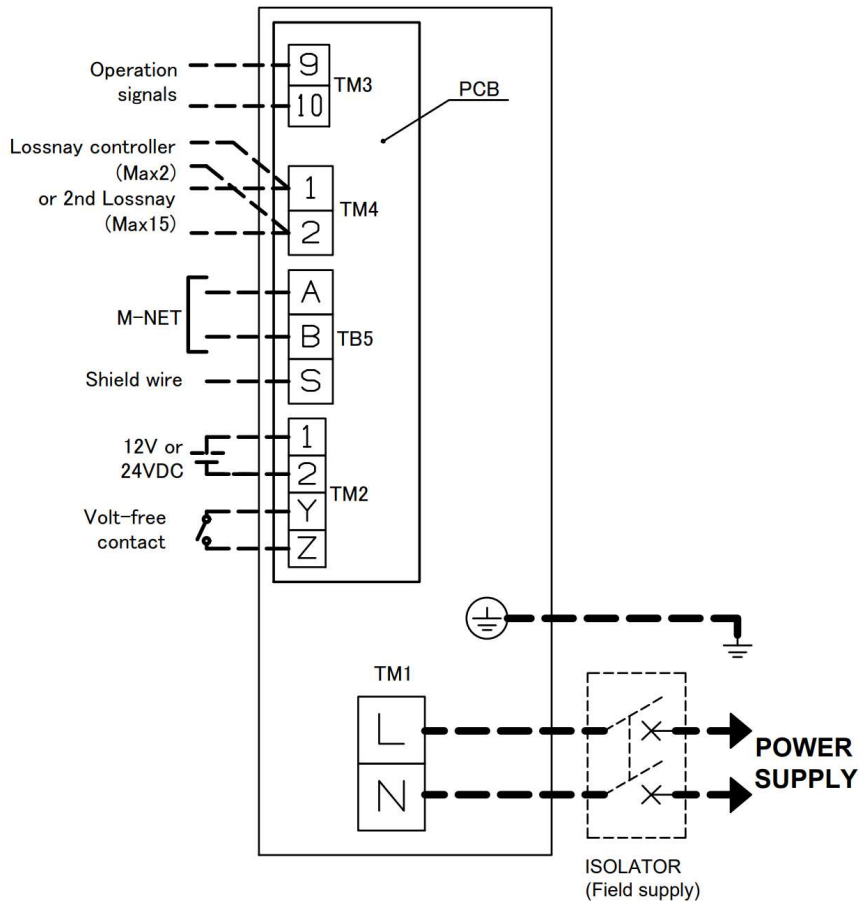 Operation
signals
9
10
TM3
PCB
Lossnay controller
(Max2)
or 2nd Lossnay
(Max15)
1
2
TM4
M-NET
A
B
S
TB5
Shield wire
12V or
24VDC
1
2
Y
Z
TM2
Volt-free
contact
TM1
L
N
POWER
SUPPLY
ISOLATOR
(Field supply)